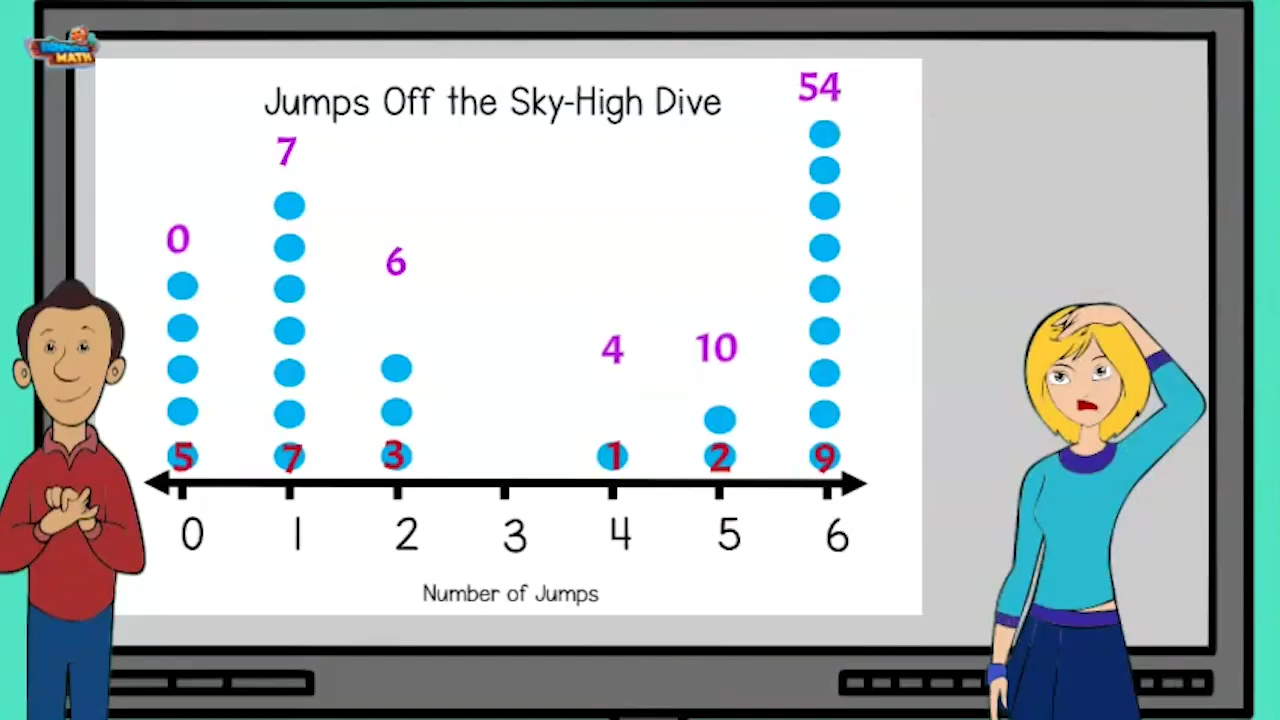 MATH
Jumps Off the Sky-High Dive
54
7
0
6
4 10
5 7 3 1 2 9
0 1 2 3 4 5 6
Number of Jumps